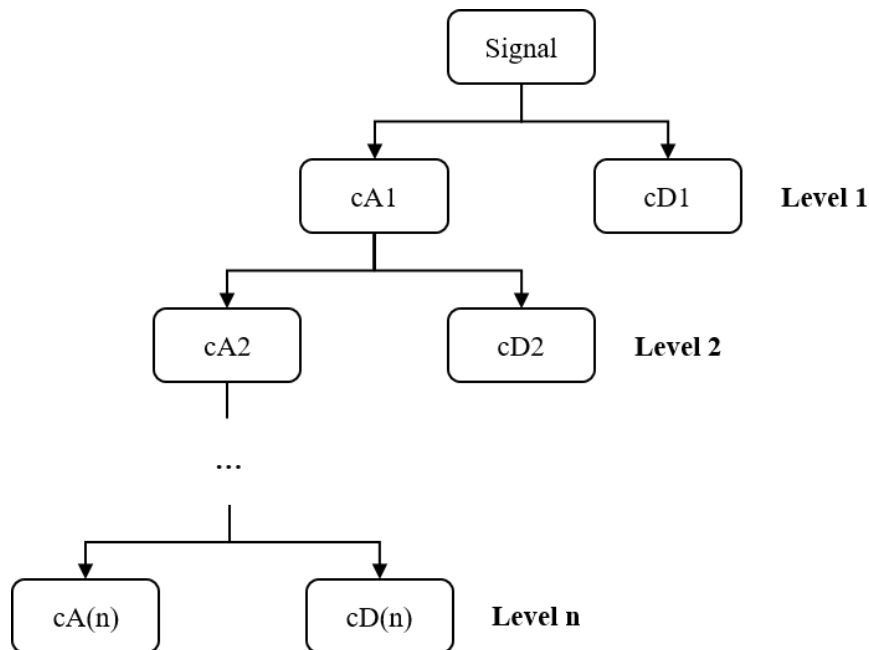 Signal
cA1
cD1
Level 1
cA2
cD2
Level 2
...
cA(n)
cD(n)
Level n